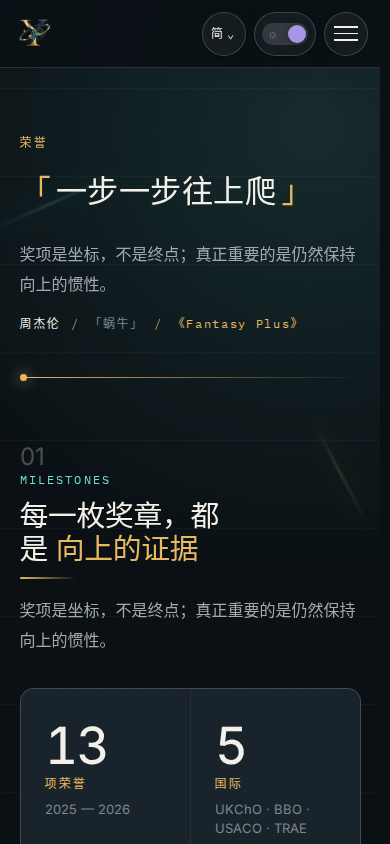 简
荣誉
「一步一步往上爬」
奖项是坐标，不是终点；真正重要的是仍然保持
向上的惯性。
周杰伦 / 「蜗牛」 / 《Fantasy Plus》
01
MILESTONES
每一枚奖章，都
是 向上的证据
奖项是坐标，不是终点；真正重要的是仍然保持
向上的惯性。
13
项荣誉
2025 — 2026
5
国际
UKChO · BBO ·
USACO · TRAE